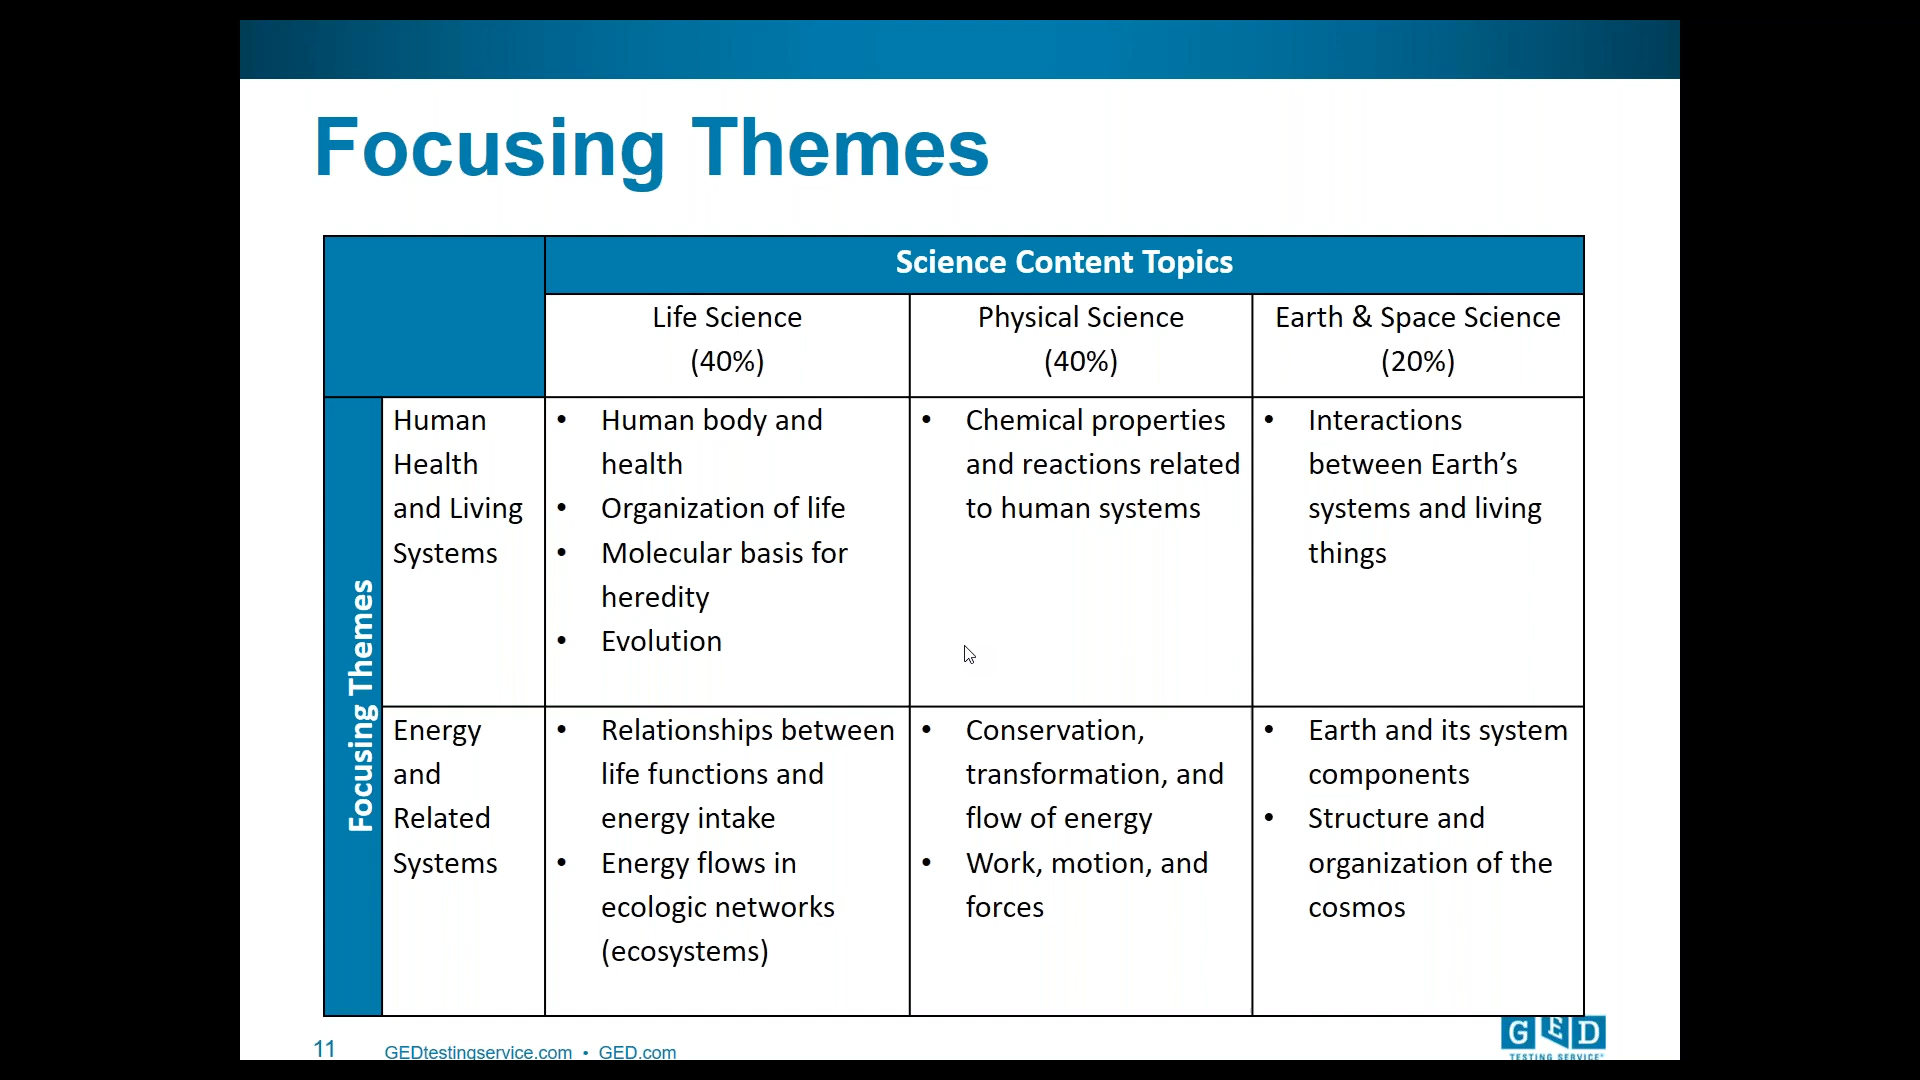 Focusing Themes
Science Content Topics
Life Science
(40%)
Physical Science
(40%)
Earth & Space Science
(20%)
Focusing Themes
Human
Health
and Living
Systems
• Human body and
health
• Organization of life
• Molecular basis for
heredity
• Evolution
• Chemical properties
and reactions related
to human systems
• Interactions
between Earth’s
systems and living
things
Energy
and
Related
Systems
• Relationships between
life functions and
energy intake
• Energy flows in
ecologic networks
(ecosystems)
• Conservation,
transformation, and
flow of energy
• Work, motion, and
forces
• Earth and its system
components
• Structure and
organization of the
cosmos
11
GEDtestingservice.com • GED.com
GED
TESTING SERVICE